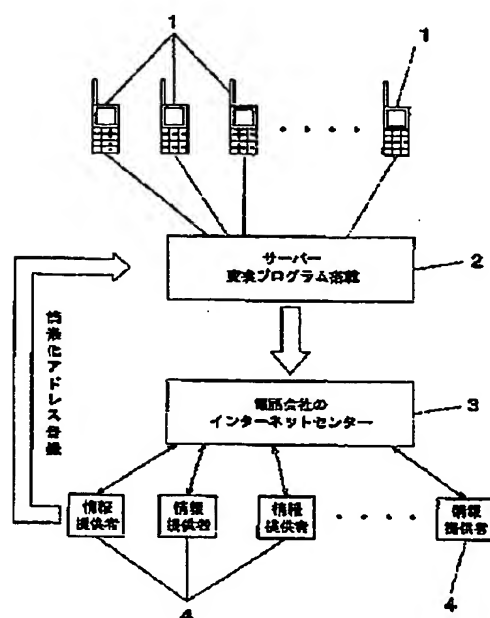 1
1
サーバー
変換プログラム搭載
2
電話会社の
インターネットセンター
3
簡素化アドレス登録
情報
提供者
情報
提供者
情報
提供者
情報
提供者
4
4